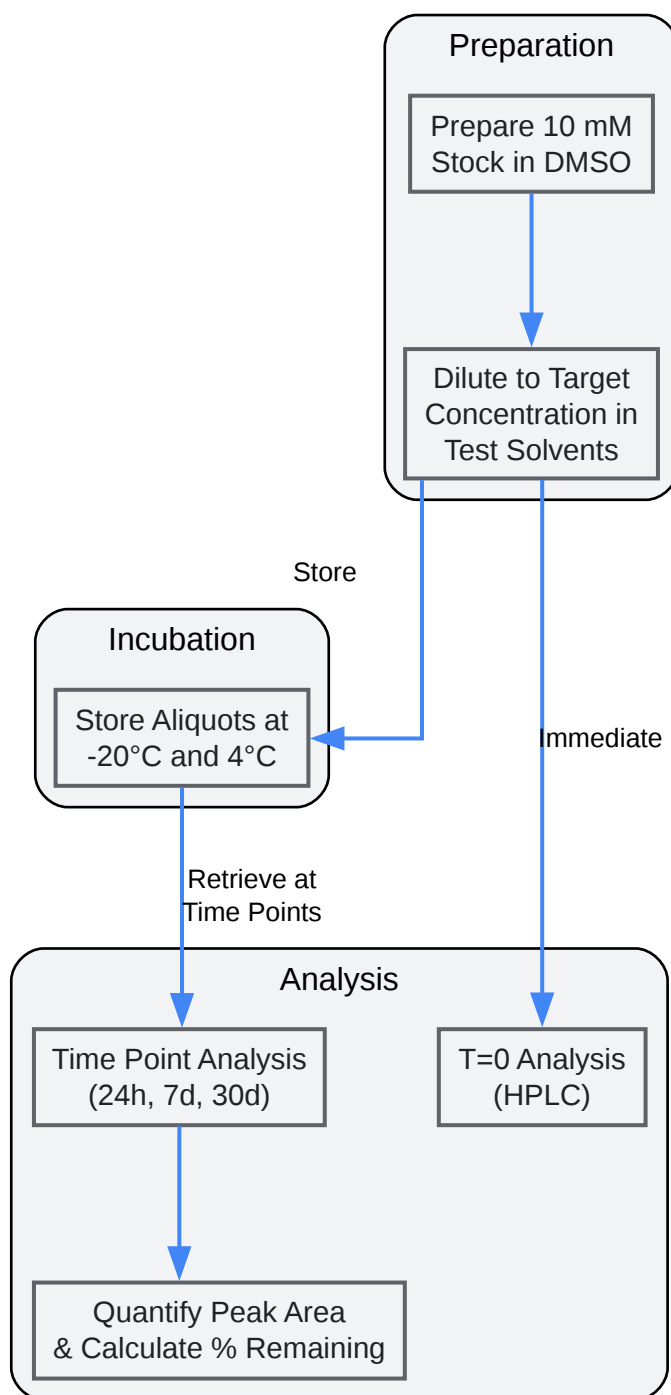 Preparation
Prepare 10 mM
Stock in DMSO
Dilute to Target
Concentration in
Test Solvents
Store
Incubation
Store Aliquots at
-20°C and 4°C
Immediate
Retrieve at
Time Points
Analysis
Time Point Analysis
(24h, 7d, 30d)
T=0 Analysis
(HPLC)
Quantify Peak Area
& Calculate % Remaining